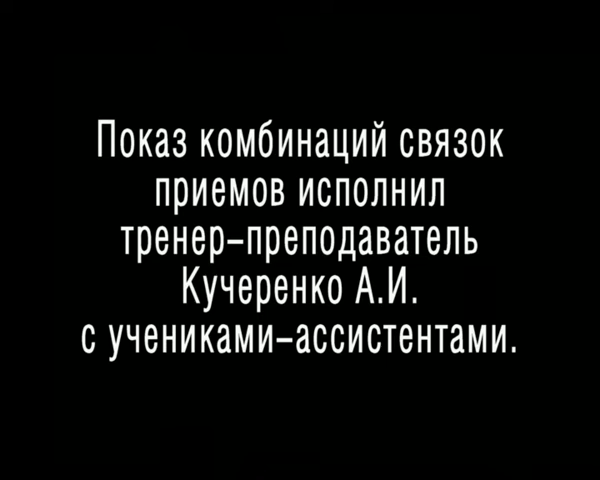 Показ комбинаций связок
приемов исполнил
тренер-преподаватель
Кучеренко А.И.
с учениками-ассистентами.